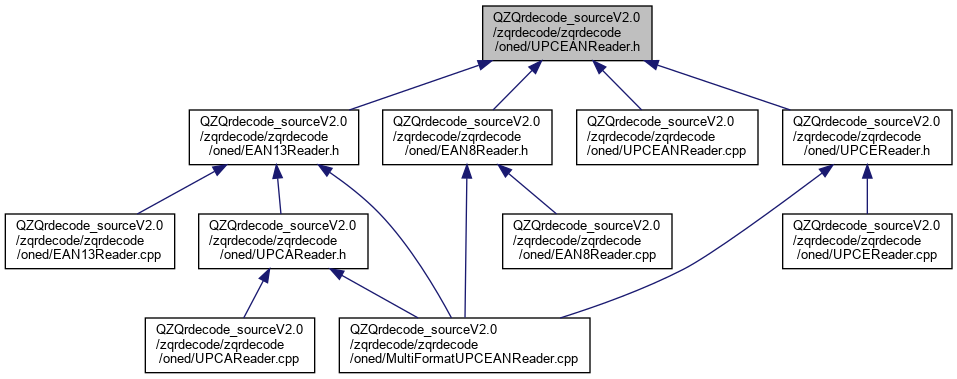 QZQrdecode_sourceV2.0
/zqrdecode/zqrdecode
/oned/UPCEANReader.h
QZQrdecode_sourceV2.0
/zqrdecode/zqrdecode
/oned/EAN13Reader.h
QZQrdecode_sourceV2.0
/zqrdecode/zqrdecode
/oned/EAN8Reader.h
QZQrdecode_sourceV2.0
/zqrdecode/zqrdecode
/oned/UPCEANReader.cpp
QZQrdecode_sourceV2.0
/zqrdecode/zqrdecode
/oned/UPCEReader.h
QZQrdecode_sourceV2.0
/zqrdecode/zqrdecode
/oned/EAN13Reader.cpp
QZQrdecode_sourceV2.0
/zqrdecode/zqrdecode
/oned/UPCAReader.h
QZQrdecode_sourceV2.0
/zqrdecode/zqrdecode
/oned/EAN8Reader.cpp
QZQrdecode_sourceV2.0
/zqrdecode/zqrdecode
/oned/UPCEReader.cpp
QZQrdecode_sourceV2.0
/zqrdecode/zqrdecode
/oned/UPCAReader.cpp
QZQrdecode_sourceV2.0
/zqrdecode/zqrdecode
/oned/MultiFormatUPCEANReader.cpp